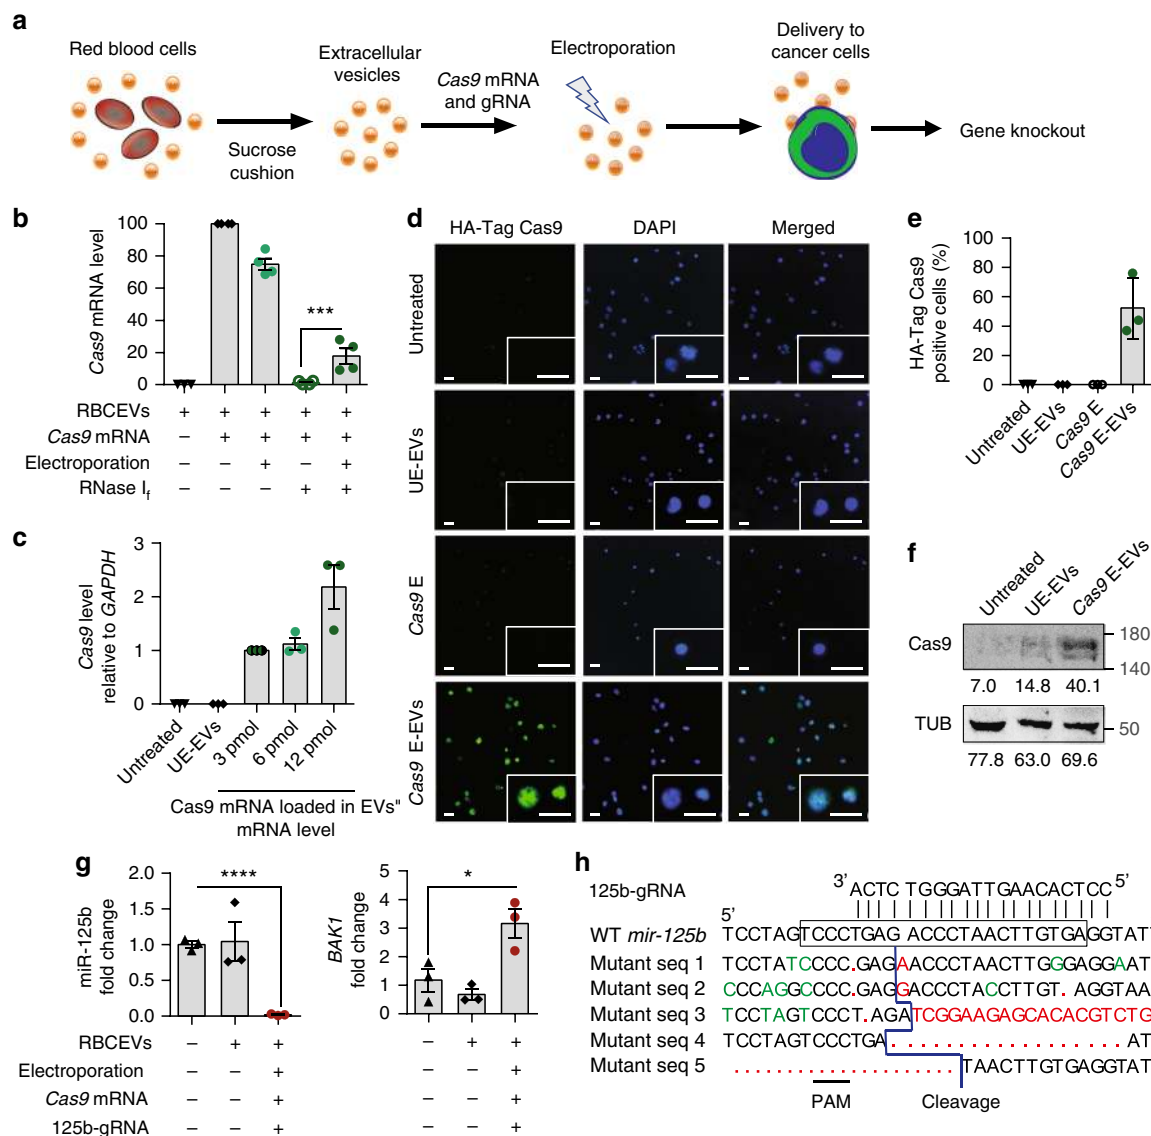 a
Red blood cells
Sucrose
cushion
Extracellular
vesicles
Cas9 mRNA
and gRNA
Electroporation
Delivery to
cancer cells
Gene knockout
b
Cas9 mRNA level
100
80
60
40
20
0
***
RBCEVs + + + + +
Cas9 mRNA – + + + +
Electroporation – – + – +
RNase If – – – + +
c
Cas9 level
relative to GAPDH
3
2
1
0
Untreated
UE-EVs
3 pmol
6 pmol
12 pmol
Cas9 mRNA loaded in EVs"
mRNA level
d
HA-Tag Cas9 DAPI Merged
Untreated
UE-EVs
Cas9 E
Cas9 E-EVs
e
HA-Tag Cas9
positive cells (%)
100
80
60
40
20
0
Untreated
UE-EVs
Cas9 E
Cas9 E-EVs
f
Untreated
UE-EVs
Cas9 E-EVs
Cas9
180
140
7.0 14.8 40.1
TUB
50
77.8 63.0 69.6
g
miR-125b
fold change
2.0
1.5
1.0
0.5
0.0
****
BAK1
fold change
5
4
3
2
1
0
*
RBCEVs – + + – + +
Electroporation – – + – – +
Cas9 mRNA – – + – – +
125b-gRNA – – + – – +
h
125b-gRNA 3’ ACTC TGGGATTGAACACTCC 5’
5’
WT mir-125b TCCTAGTCCCTGAG ACCCTAACTTGTGAGGTAT
Mutant seq 1 TCCTATCCCC.GAGAACCCTAACTTGGGAGGAAT
Mutant seq 2 CCCAGGCCCC.GAGGACCCTACCTTGT. AGGTAA
Mutant seq 3 TCCTAGTCCCT.AGATCGGAAGAGCACACGTCTG
Mutant seq 4 TCCTAGTCCCTGA . . . . . . . . . . . . . . . . . . AT
Mutant seq 5 . . . . . . . . . . . . . . . . . TAACTTGTGAGGTAT
PAM Cleavage